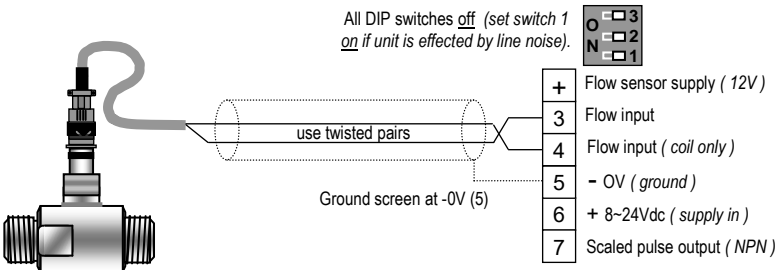 All DIP switches off (set switch 1
on if unit is effected by line noise).
ON
3
2
1
+ Flow sensor supply ( 12V )
3 Flow input
4 Flow input ( coil only )
5 - OV ( ground )
6 + 8~24Vdc ( supply in )
7 Scaled pulse output ( NPN )
use twisted pairs
Ground screen at -0V (5)